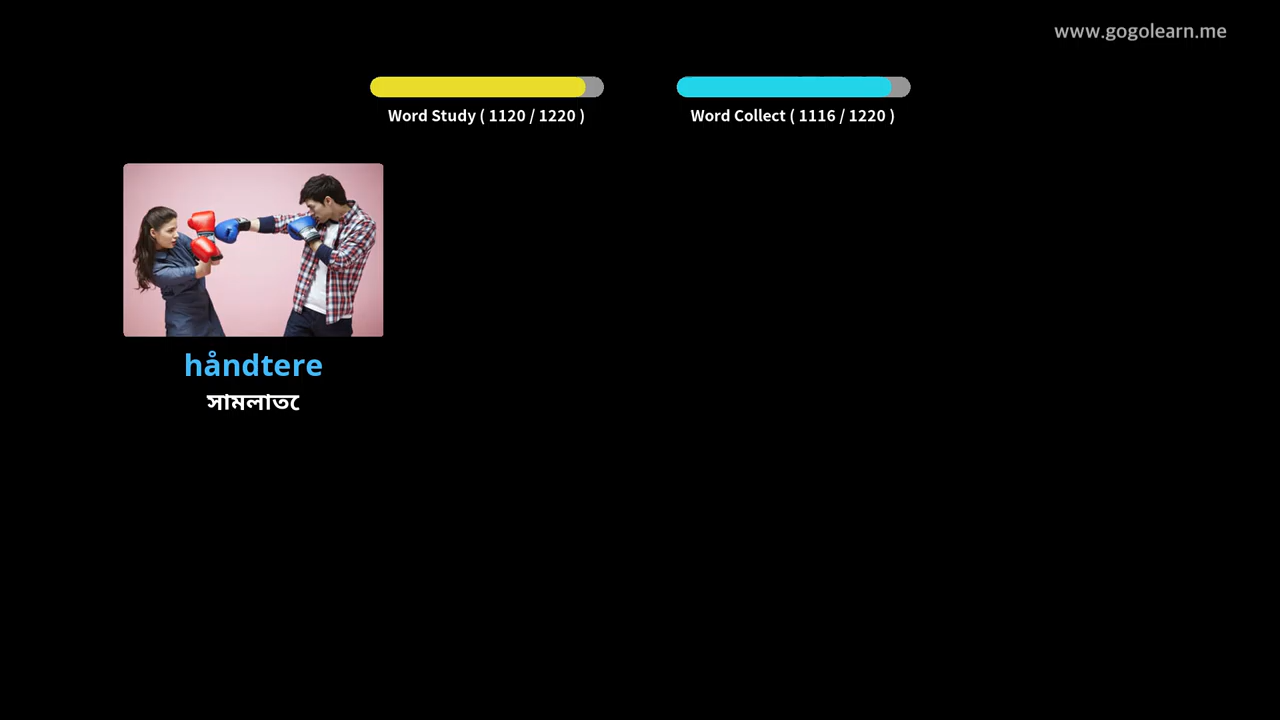 www.gogolearn.me
Word Study ( 1120 / 1220 )
Word Collect ( 1116 / 1220 )
håndtere
সামলাতে